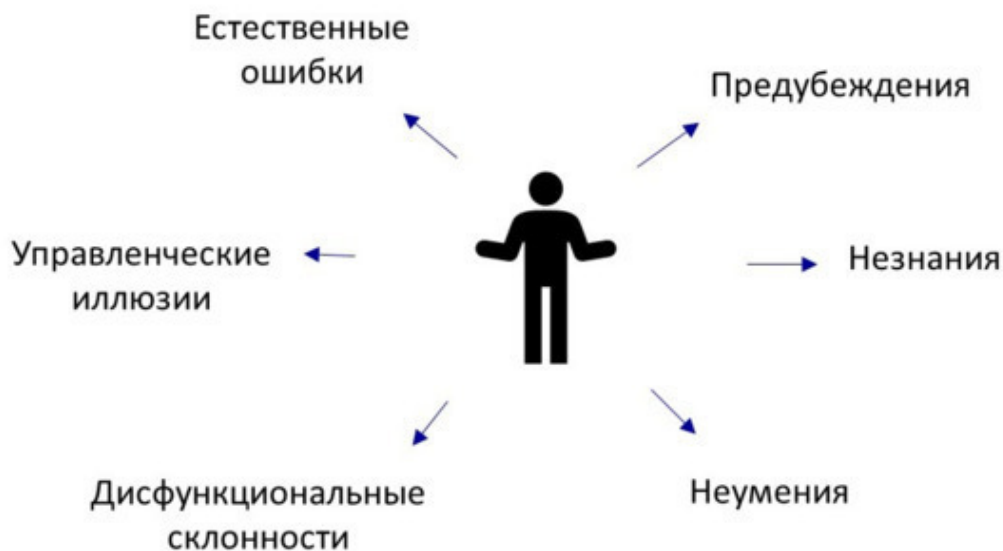 Естественные
ошибки
Предубеждения
Управленческие
иллюзии
Незнания
Дисфункциональные
склонности
Неумения